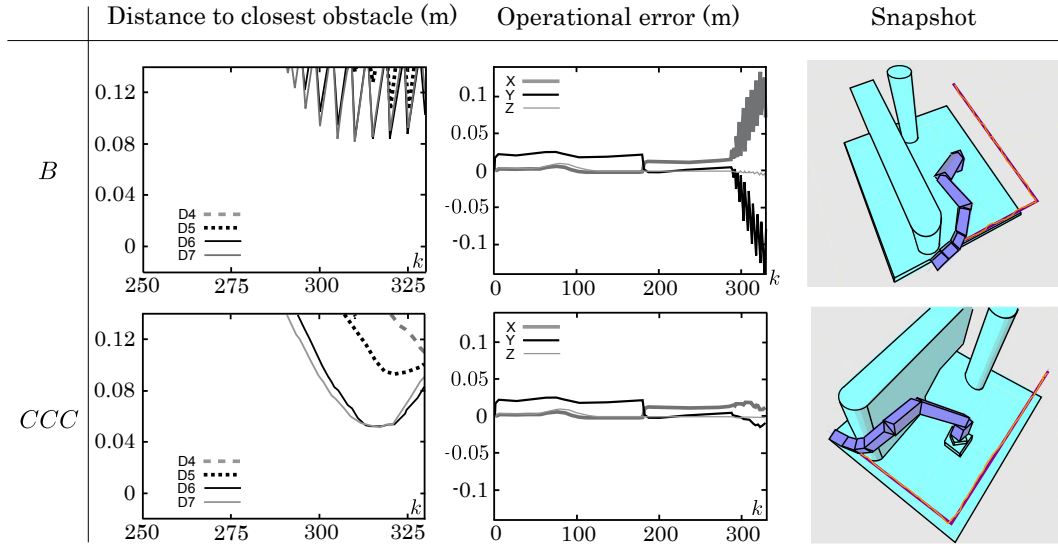 Distance to closest obstacle (m) Operational error (m) Snapshot
B
0.12
0.08
0.04
0
D4
D5
D6
D7
k
250 275 300 325
0.1
0.05
0
-0.05
-0.1
X
Y
Z
k
0 100 200 300
CCC
0.12
0.08
0.04
0
D4
D5
D6
D7
k
250 275 300 325
0.1
0.05
0
-0.05
-0.1
X
Y
Z
k
0 100 200 300